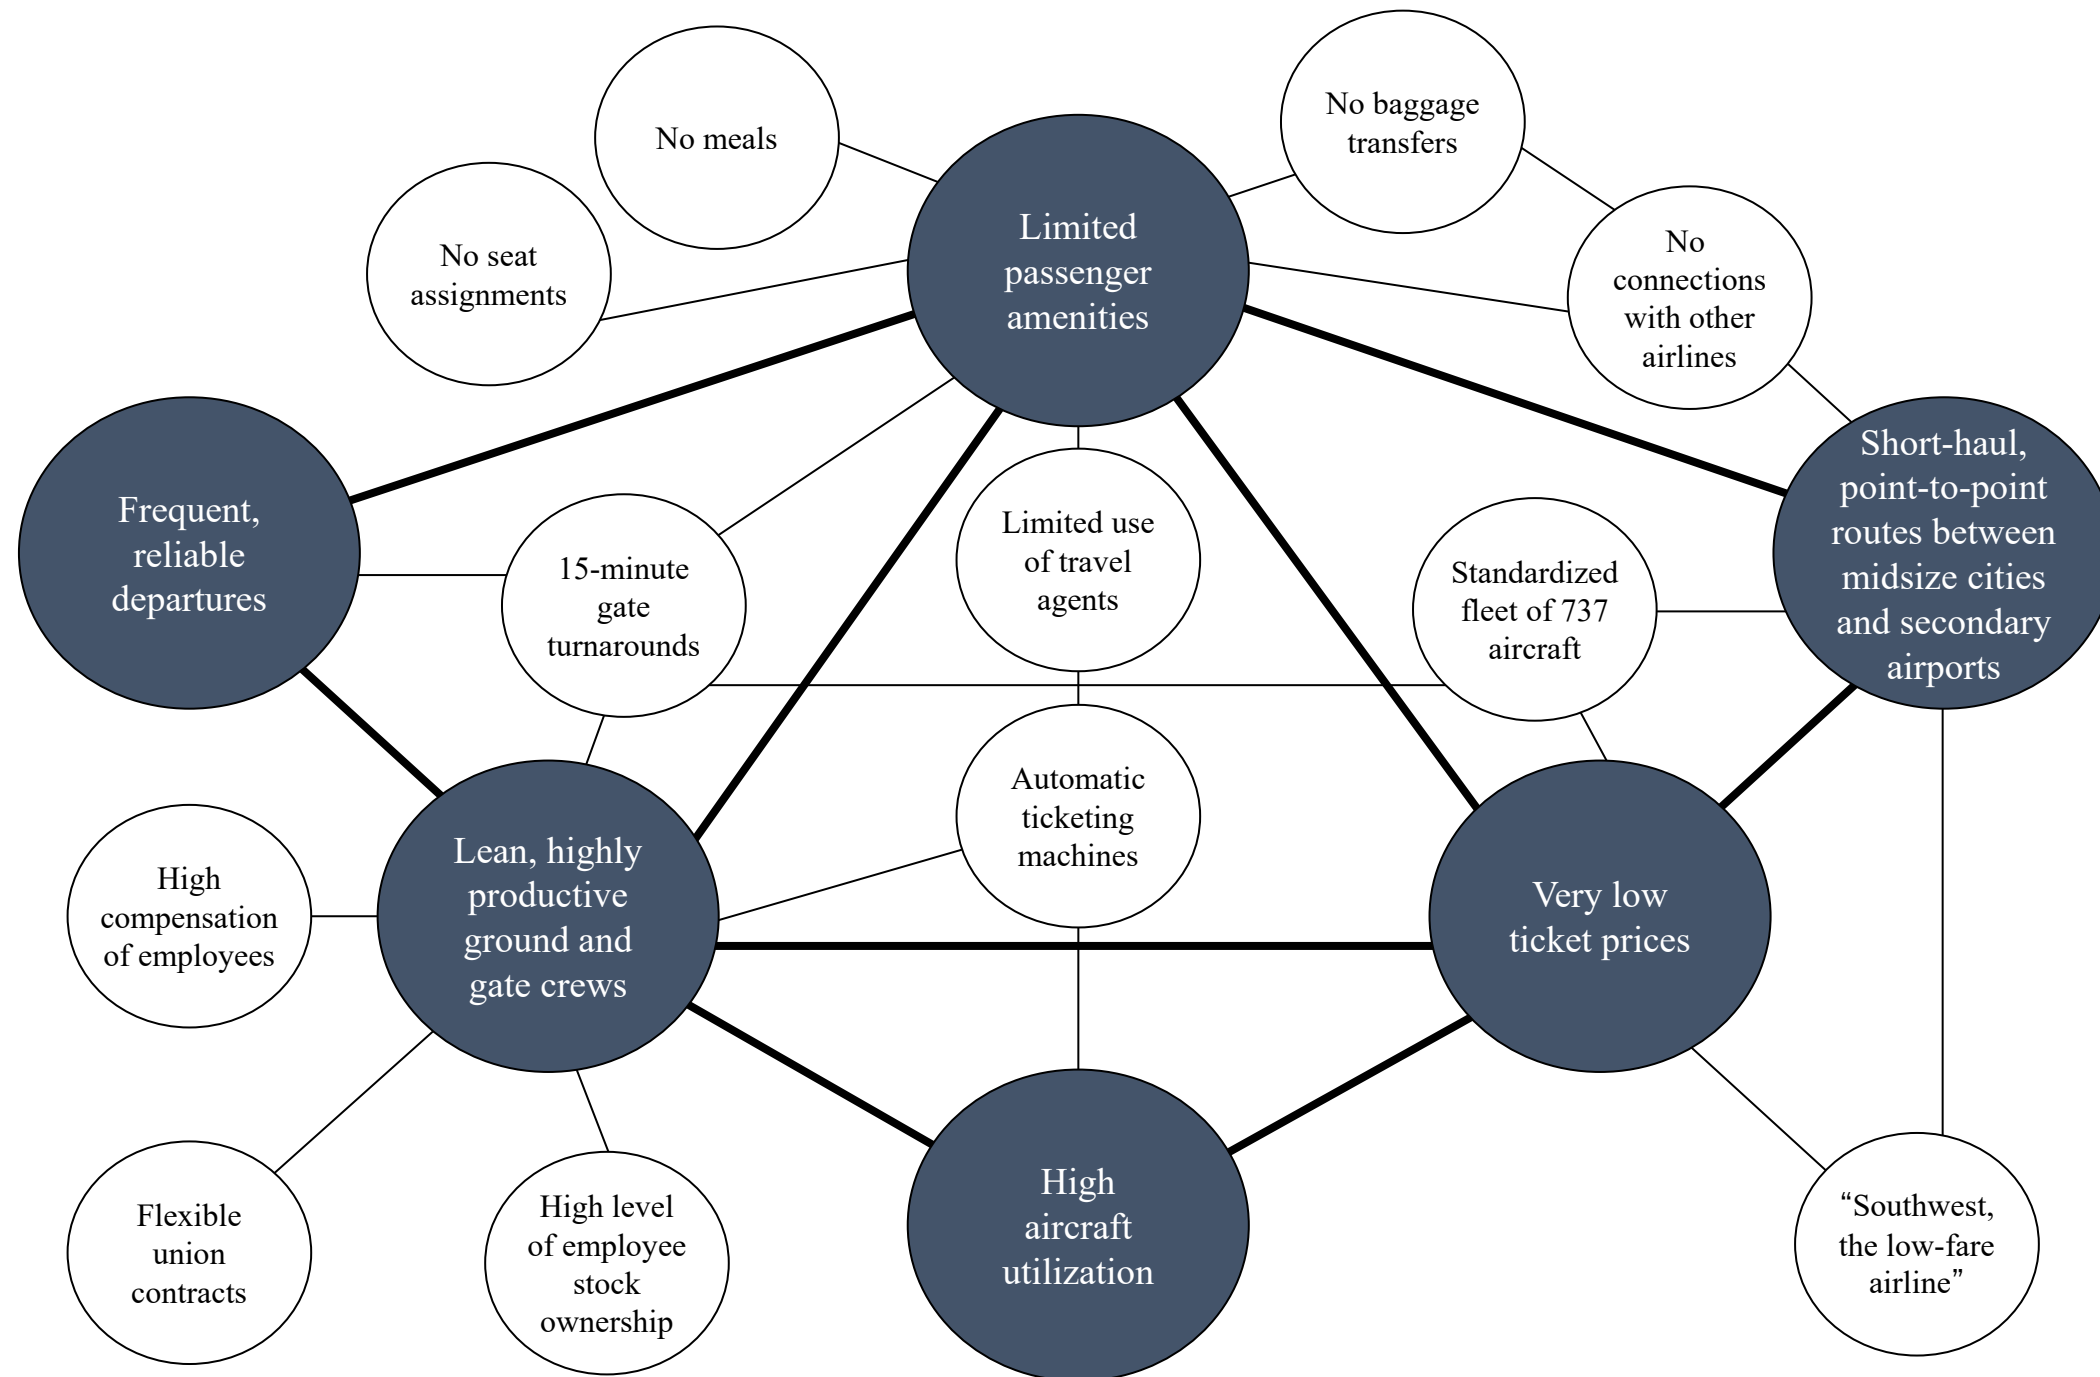 No meals
No baggage
transfers
No seat
assignments
Limited
passenger
amenities
No
connections
with other
airlines
Frequent,
reliable
departures
15-minute
gate
turnarounds
Limited use
of travel
agents
Standardized
fleet of 737
aircraft
Short-haul,
point-to-point
routes between
midsize cities
and secondary
airports
High
compensation
of employees
Lean, highly
productive
ground and
gate crews
Automatic
ticketing
machines
Very low
ticket prices
Flexible
union
contracts
High level
of employee
stock
ownership
High
aircraft
utilization
“Southwest,
the low-fare
airline”